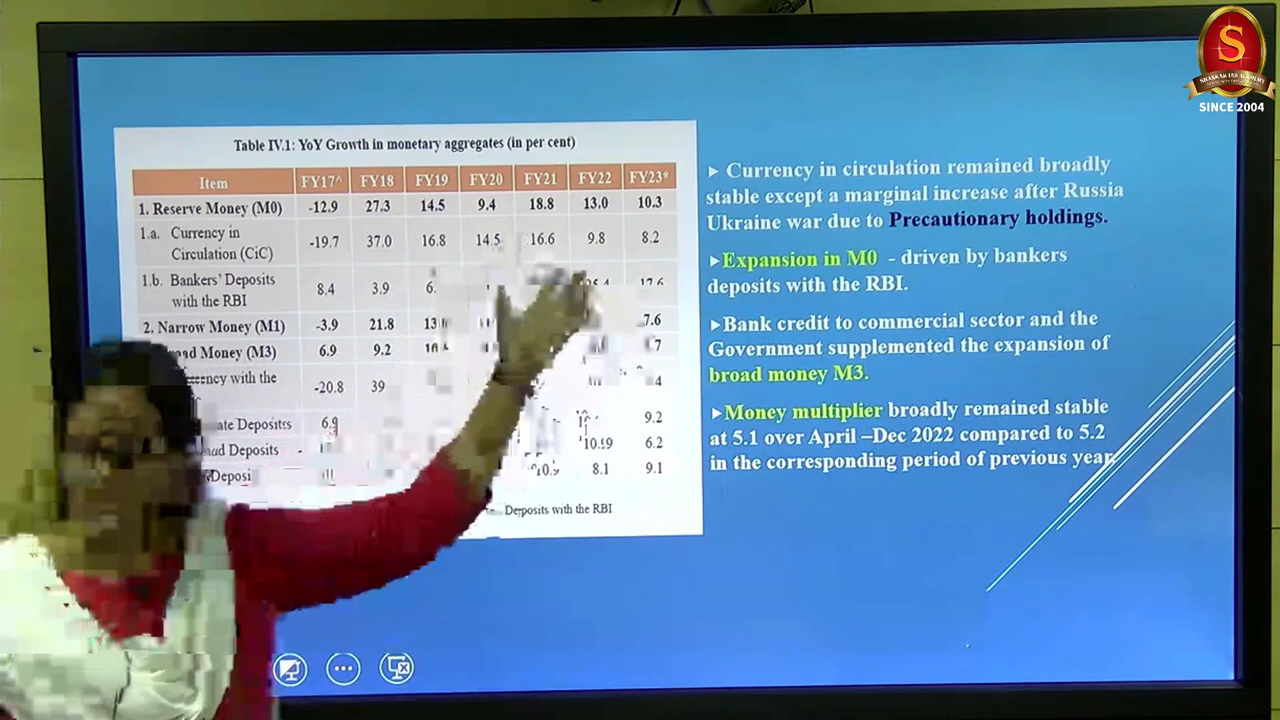 S
SHANKAR IAS ACADEMY
SINCE 2004
Table IV.1: YoY Growth in monetary aggregates (in per cent)
Item FY17^ FY18 FY19 FY20 FY21 FY22 FY23*
1. Reserve Money (M0) -12.9 27.3 14.5 9.4 18.8 13.0 10.3
1.a. Currency in
Circulation (CiC) -19.7 37.0 16.8 14.5 16.6 9.8 8.2
1.b. Bankers' Deposits
with the RBI 8.4 3.9 17.6
2. Narrow Money (M1) -3.9 21.8 7.6
Money (M3) 6.9 9.2
with the
-20.8 39
Deposits 9.2
Deposits 6.2
8.1 9.1
Deposits with the RBI
▸ Currency in circulation remained broadly
stable except a marginal increase after Russia
Ukraine war due to Precautionary holdings.
▸Expansion in M0 - driven by bankers
deposits with the RBI.
▸Bank credit to commercial sector and the
Government supplemented the expansion of
broad money M3.
▸Money multiplier broadly remained stable
at 5.1 over April –Dec 2022 compared to 5.2
in the corresponding period of previous year.